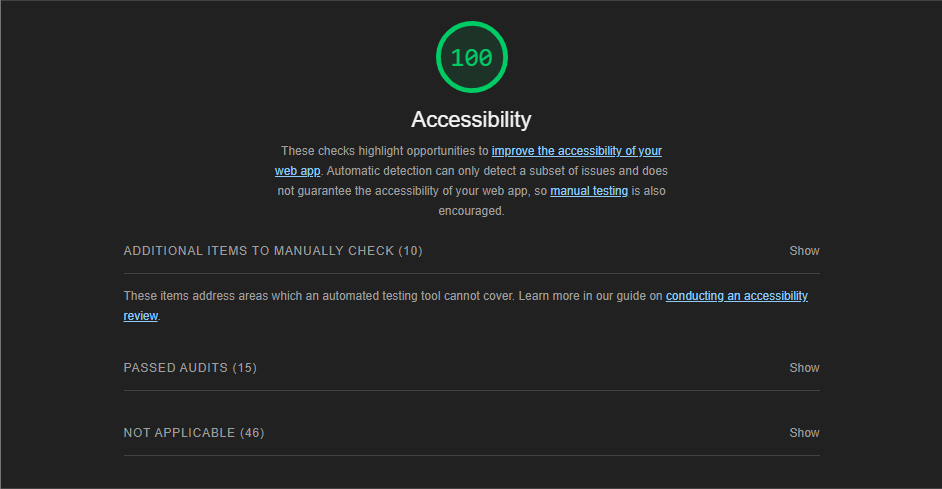 100
Accessibility
These checks highlight opportunities to improve the accessibility of your
web app. Automatic detection can only detect a subset of issues and does
not guarantee the accessibility of your web app, so manual testing is also
encouraged.
ADDITIONAL ITEMS TO MANUALLY CHECK (10) Show
These items address areas which an automated testing tool cannot cover. Learn more in our guide on conducting an accessibility
review.
PASSED AUDITS (15) Show
NOT APPLICABLE (46) Show